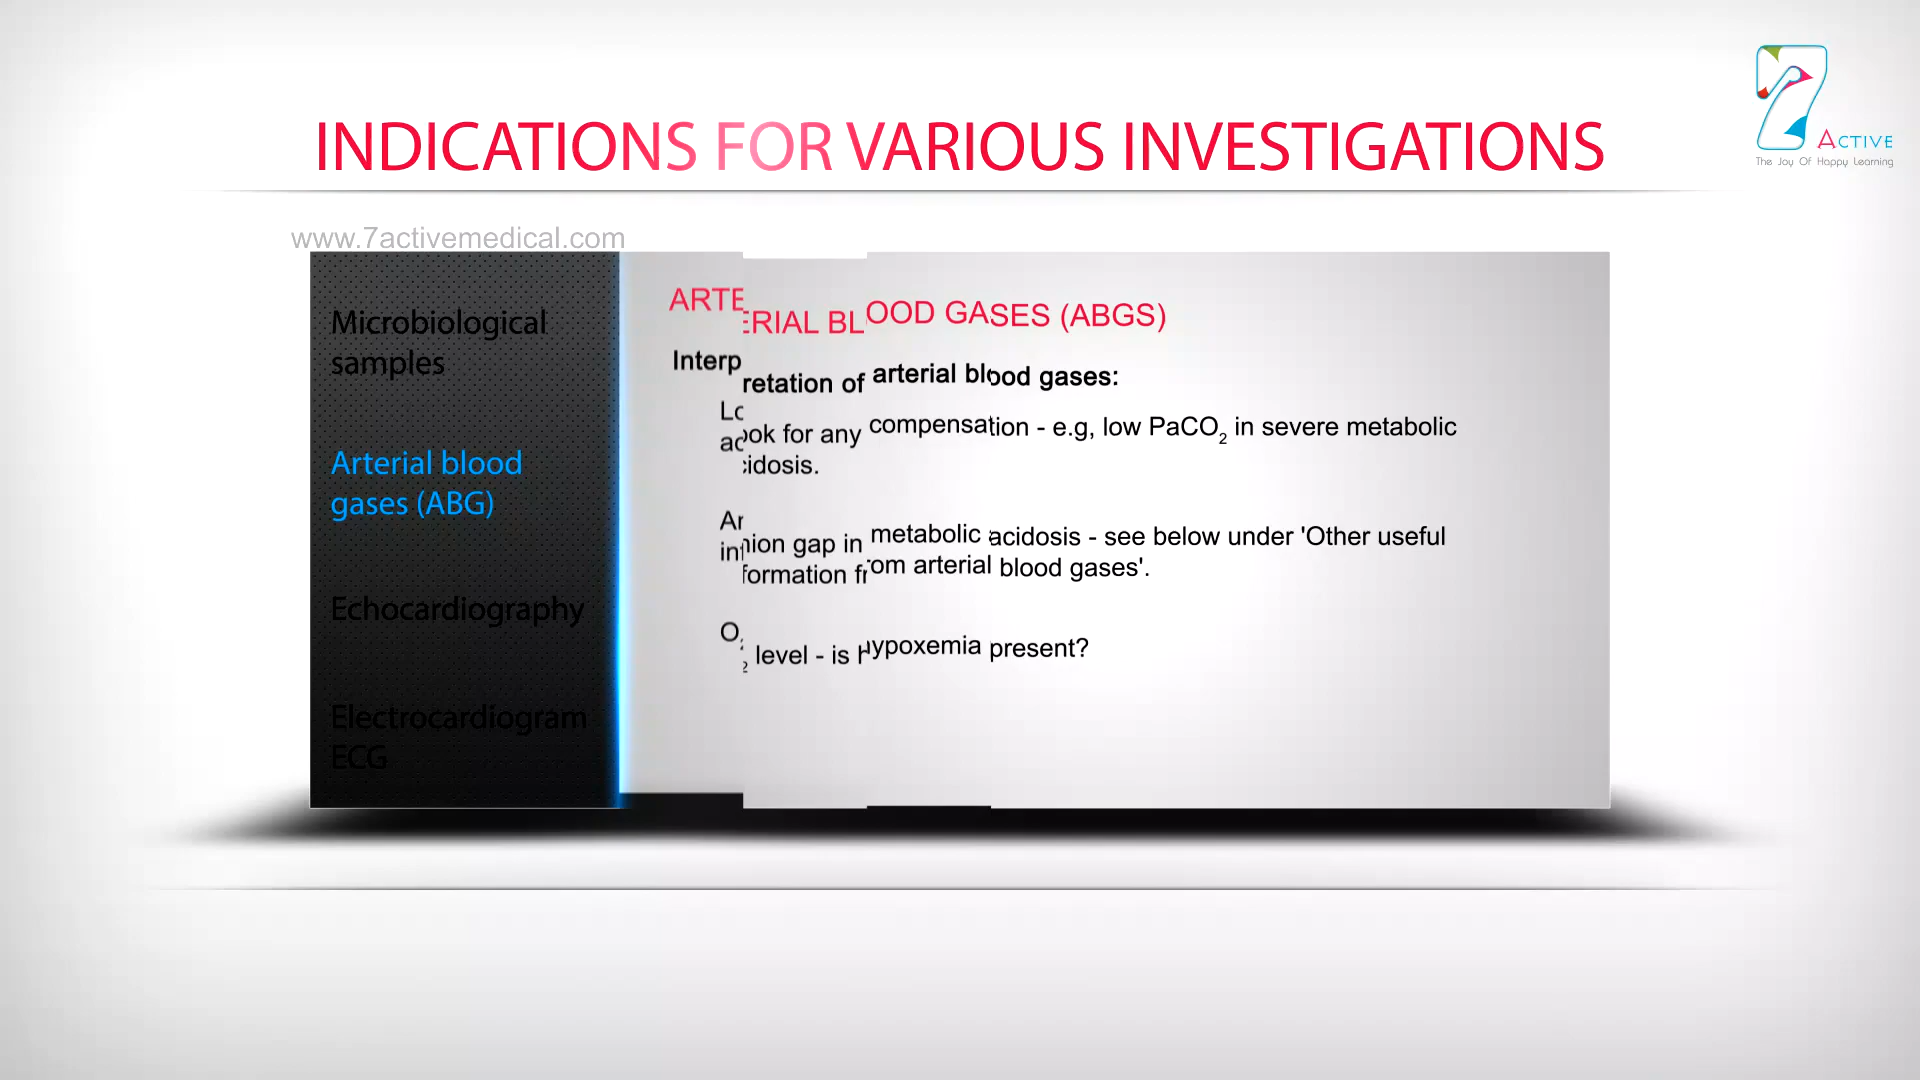 INDICATIONS FOR VARIOUS INVESTIGATIONS
7 ACTIVE
The Joy Of Happy Learning
www.7activemedical.com
Microbiological
samples
Arterial blood
gases (ABG)
Echocardiography
Electrocardiogram
ECG
ARTERIAL BLOOD GASES (ABGS)
Interpretation of arterial blood gases:
Look for any compensation - e.g, low PaCO₂ in severe metabolic
acidosis.
Anion gap in metabolic acidosis - see below under 'Other useful
information from arterial blood gases'.
O₂ level - is hypoxemia present?